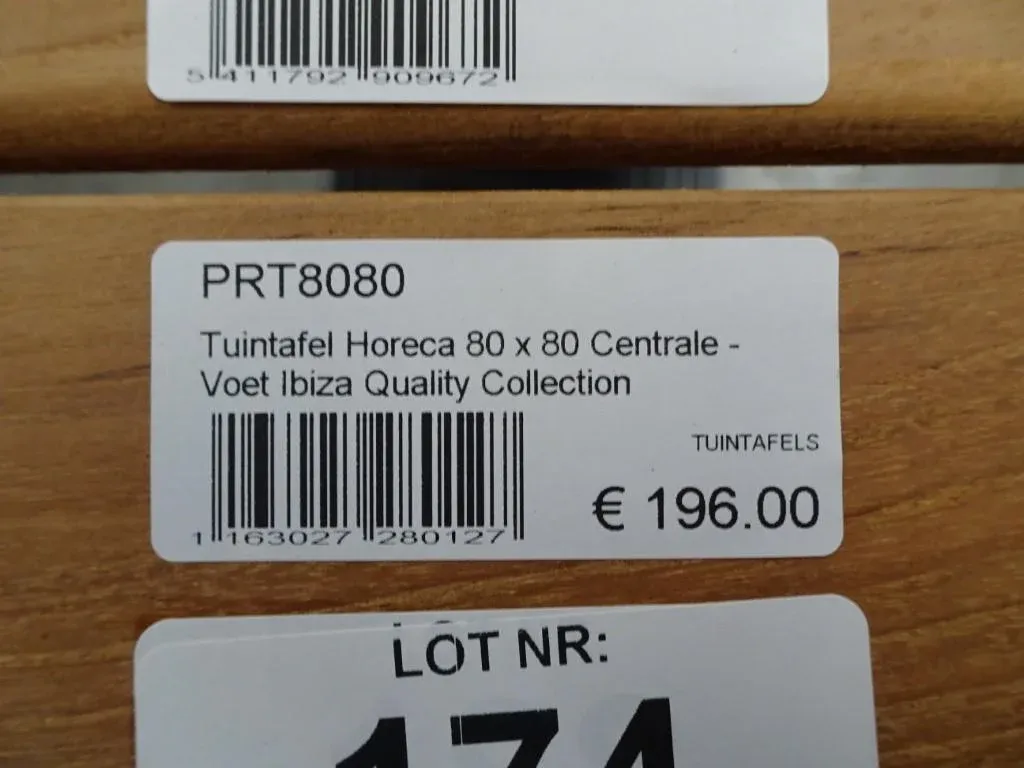 5 411792 909672
PRT8080
Tuintafel Horeca 80 x 80 Centrale -
Voet Ibiza Quality Collection
TUINTAFELS
€ 196.00
1 163027 280127
LOT NR:
174